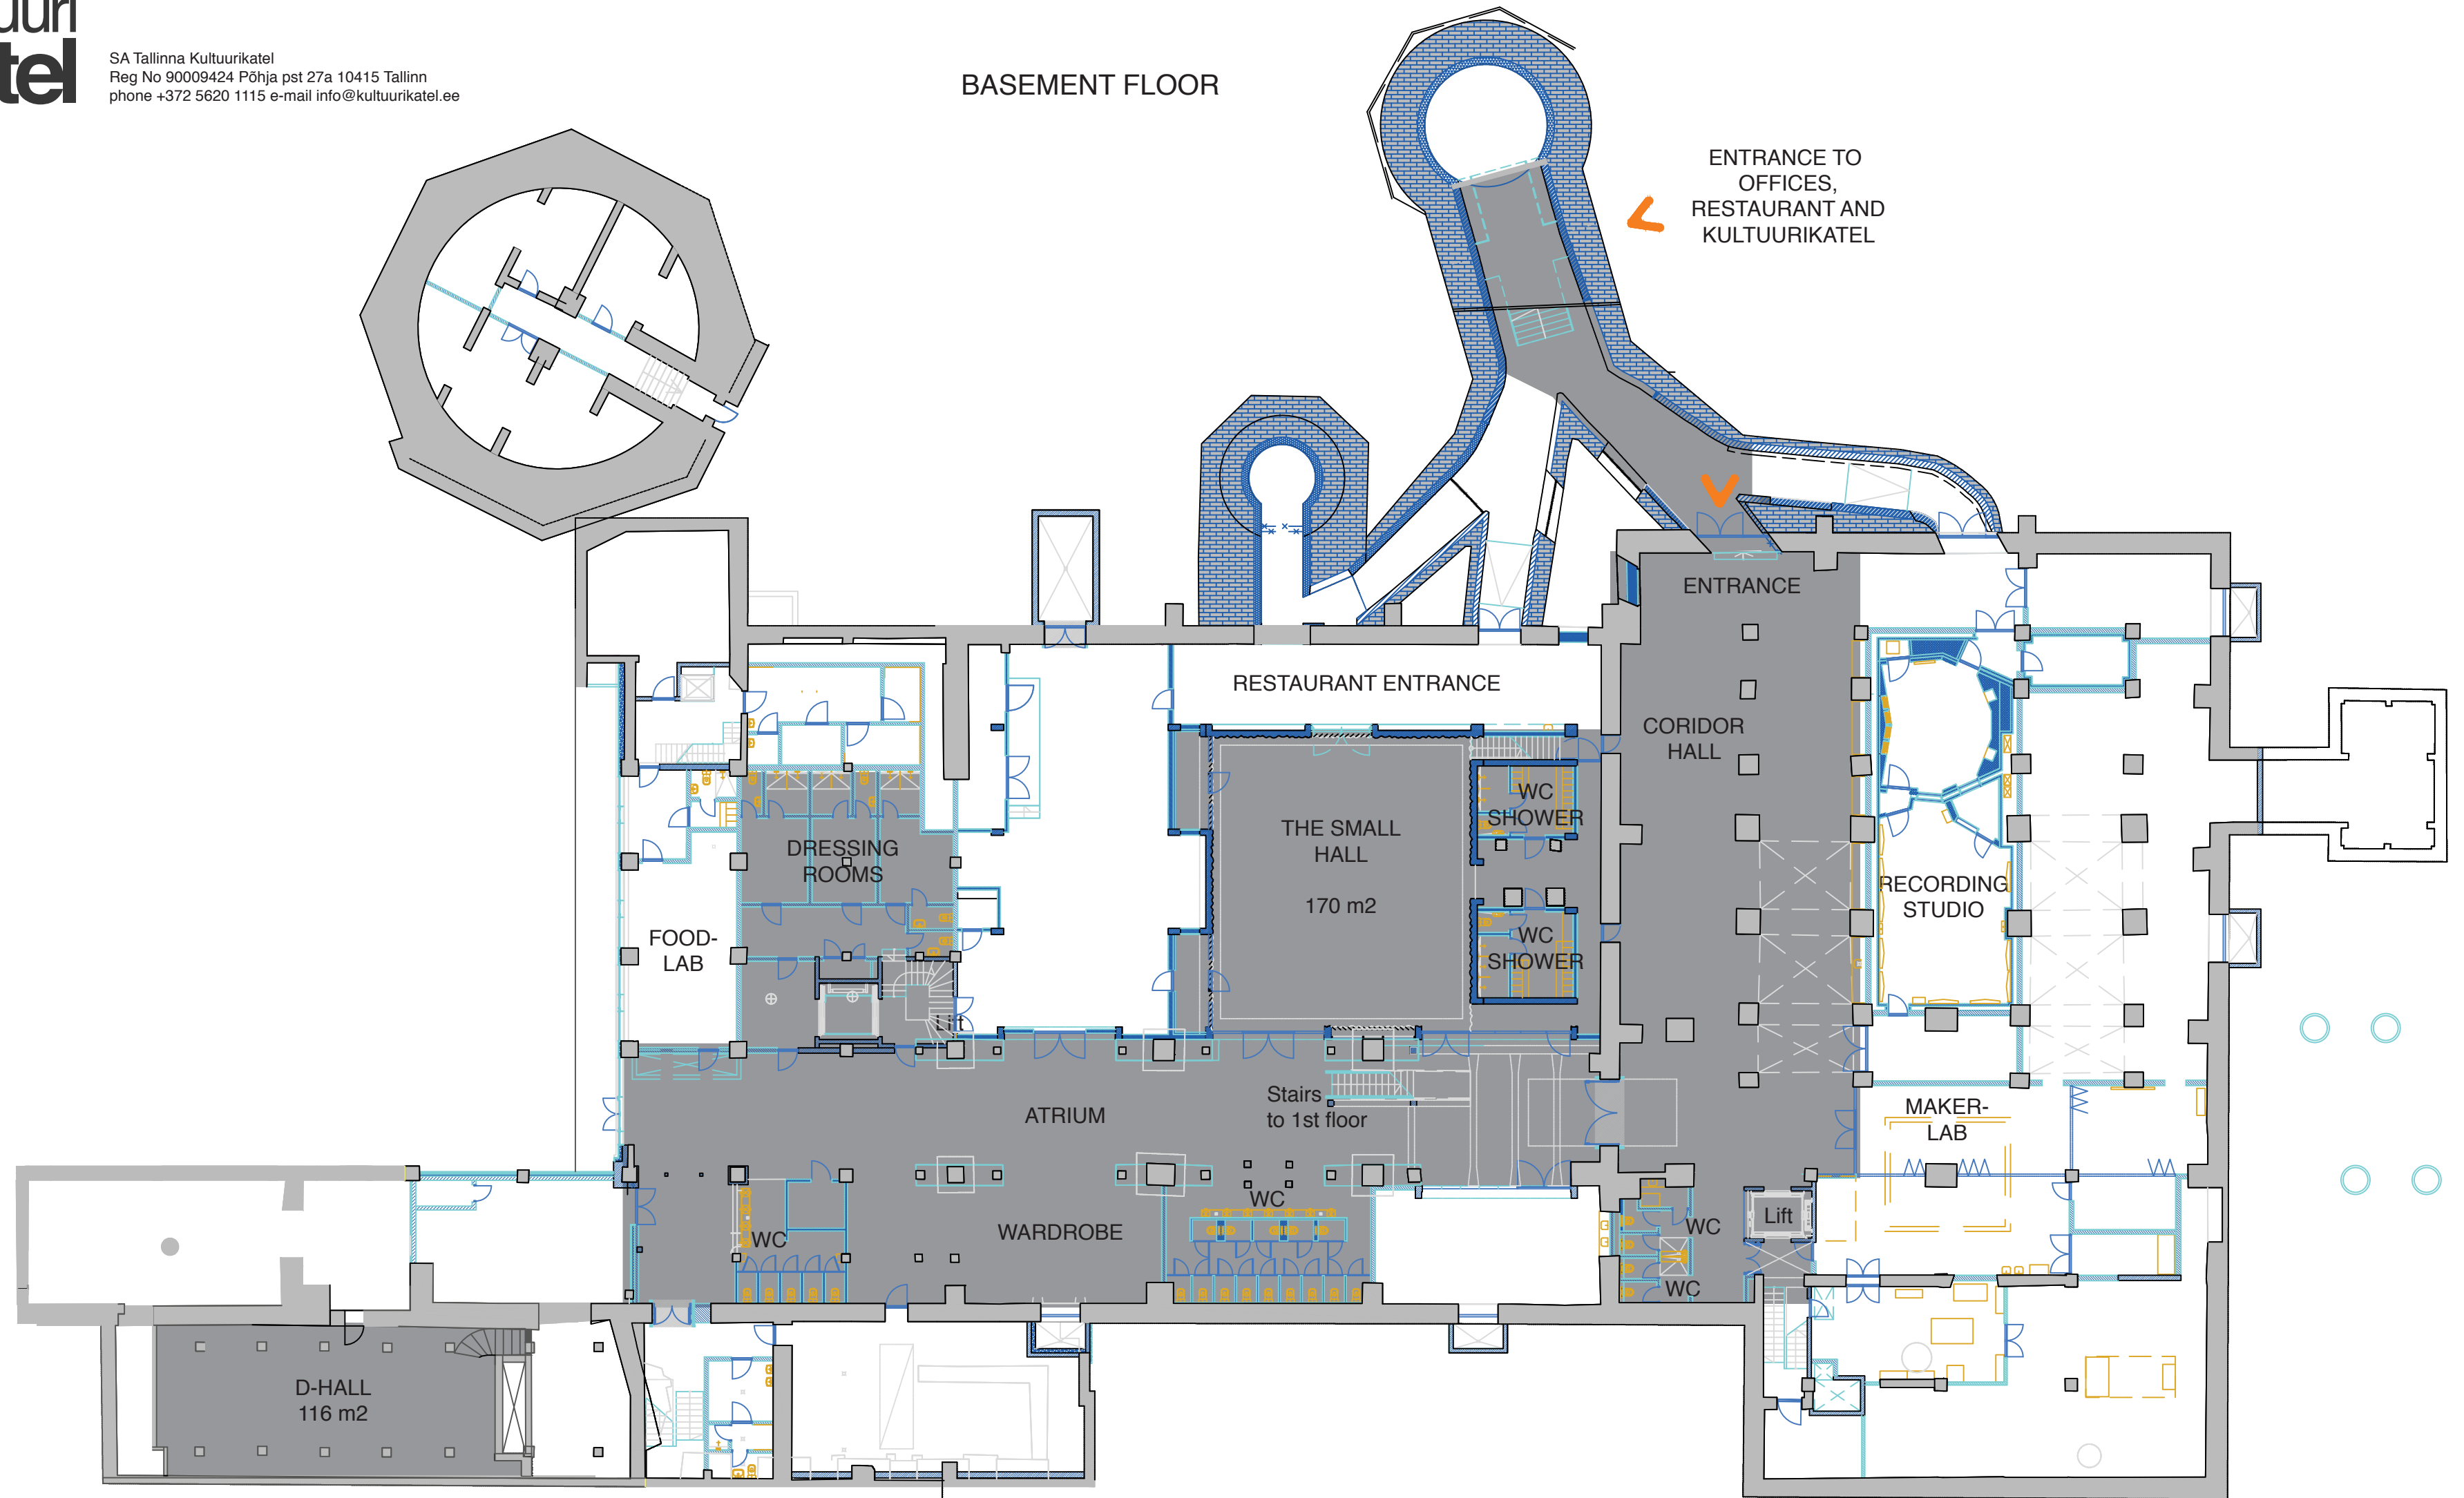 uuri
tel
SA Tallinna Kultuurikatel
Reg No 90009424 Põhja pst 27a 10415 Tallinn
phone +372 5620 1115 e-mail info@kultuurikatel.ee
BASEMENT FLOOR
ENTRANCE TO
OFFICES,
RESTAURANT AND
KULTUURIKATEL
ENTRANCE
RESTAURANT ENTRANCE
CORIDOR
HALL
WC
SHOWER
THE SMALL
HALL
170 m2
DRESSING
ROOMS
RECORDING
STUDIO
FOOD-
LAB
WC
SHOWER
Lift
ATRIUM
Stairs
to 1st floor
MAKER-
LAB
WC
WARDROBE
WC
WC
Lift
WC
D-HALL
116 m2